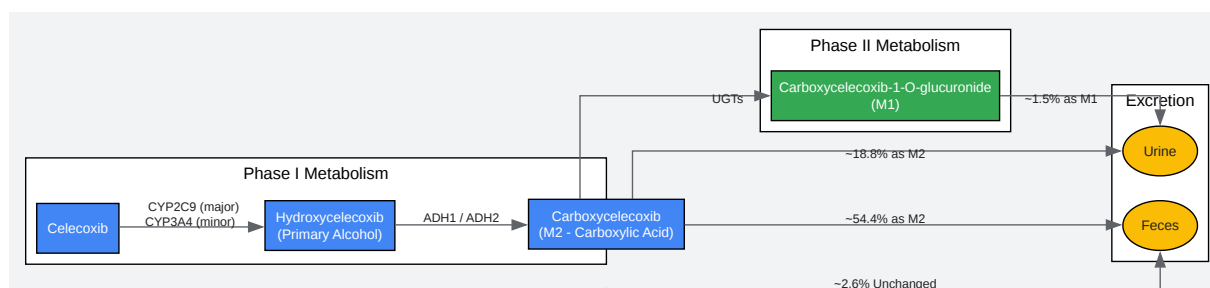 Phase II Metabolism
Carboxycelecoxib-1-O-glucuronide
(M1)
UGTs
~1.5% as M1
Excretion
Urine
~18.8% as M2
Phase I Metabolism
Celecoxib
CYP2C9 (major)
CYP3A4 (minor)
Hydroxycelecoxib
(Primary Alcohol)
ADH1 / ADH2
Carboxycelecoxib
(M2 - Carboxylic Acid)
~54.4% as M2
Feces
~2.6% Unchanged